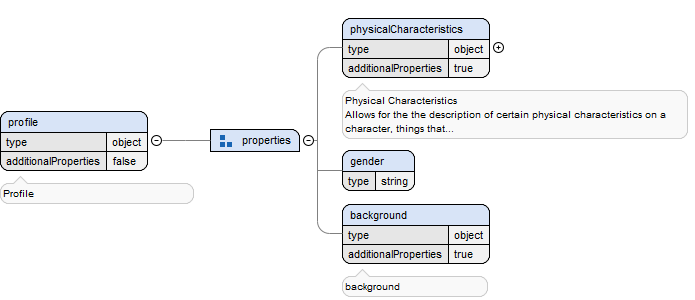 physicalCharacteristics
type object
additionalProperties true
Physical Characteristics
Allows for the the description of certain physical characteristics on a
character, things that...
profile
type object
additionalProperties false
Profile
properties
gender
type string
background
type object
additionalProperties true
background